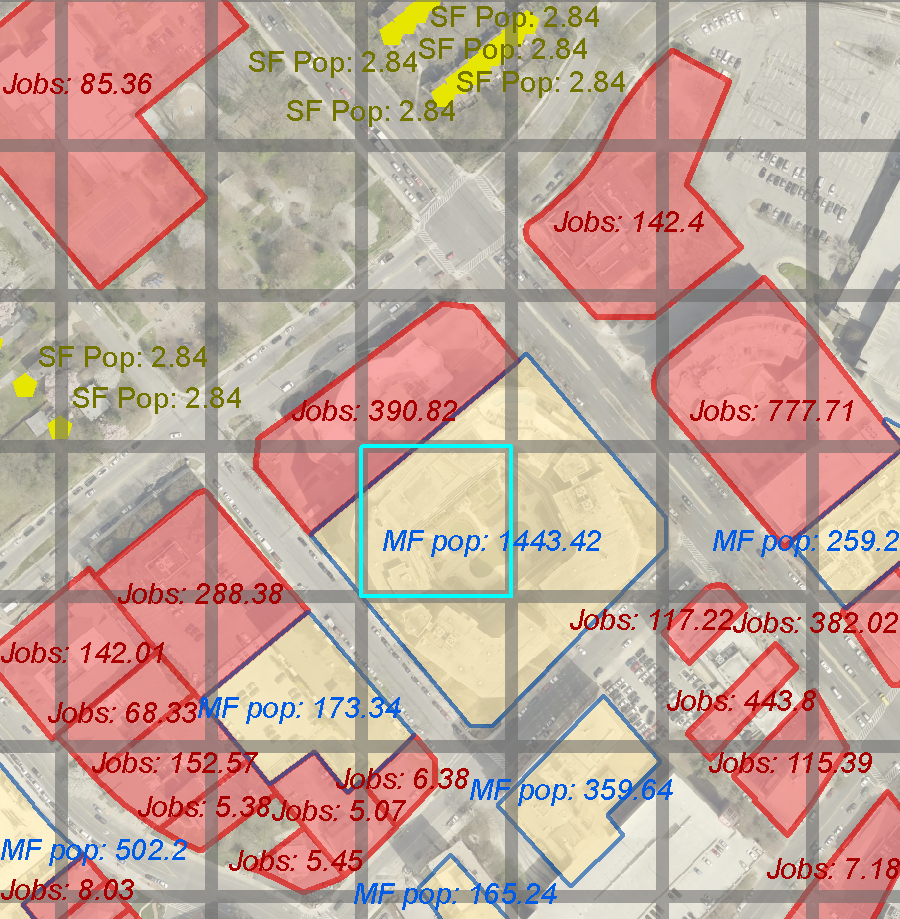 SF Pop: 2.84
SF Pop: 2.84
SF Pop: 2.84
SF Pop: 2.84
SF Pop: 2.84
Jobs: 85.36
Jobs: 142.4
SF Pop: 2.84
SF Pop: 2.84
Jobs: 390.82
Jobs: 777.71
MF pop: 1443.42
MF pop: 259.2
Jobs: 288.38
Jobs: 117.22
Jobs: 382.02
Jobs: 142.01
Jobs: 443.8
Jobs: 68.33
MF pop: 173.34
Jobs: 152.57
Jobs: 115.39
Jobs: 6.38
MF pop: 359.64
Jobs: 5.38
Jobs: 5.07
MF pop: 502.2
Jobs: 5.45
Jobs: 7.18
Jobs: 8.03
MF pop: 165.24